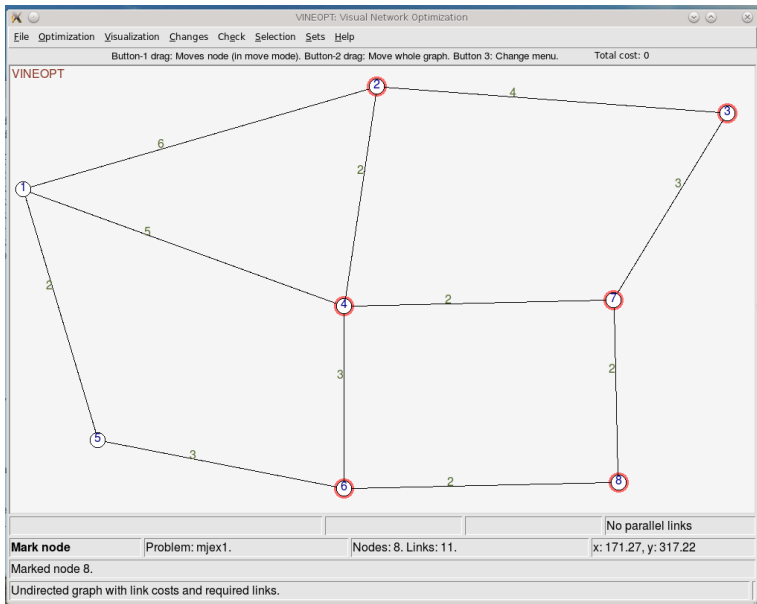 VINEOPT: Visual Network Optimization
File Optimization Visualization Changes Check Selection Sets Help
Button-1 drag: Moves node (in move mode). Button-2 drag: Move whole graph. Button 3: Change menu. Total cost: 0
VINEOPT
2
4
3
6
2
3
1
5
2
4
2
7
3
2
5
3
6
2
8
No parallel links
Mark node Problem: mjex1. Nodes: 8. Links: 11. x: 171.27, y: 317.22
Marked node 8.
Undirected graph with link costs and required links.